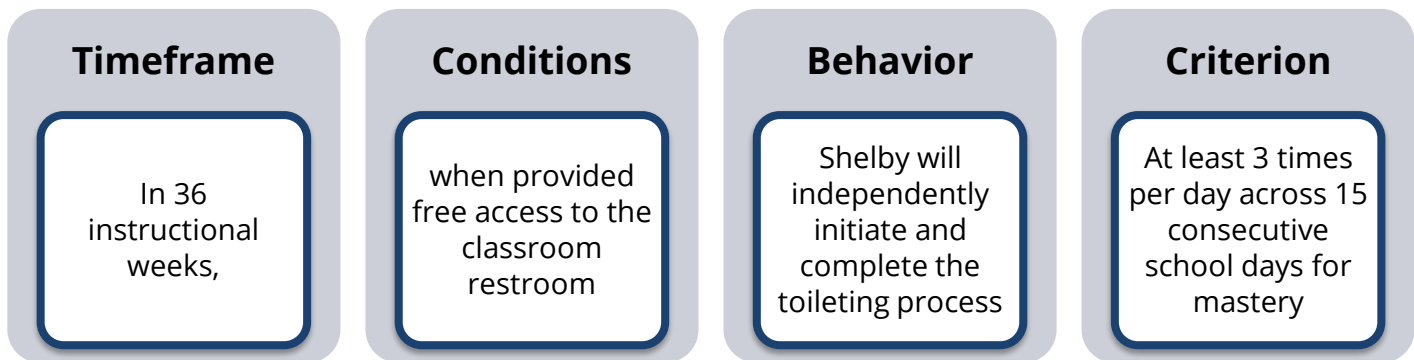 Timeframe
In 36
instructional
weeks,
Conditions
when provided
free access to the
classroom
restroom
Behavior
Shelby will
independently
initiate and
complete the
toileting process
Criterion
At least 3 times
per day across 15
consecutive
school days for
mastery